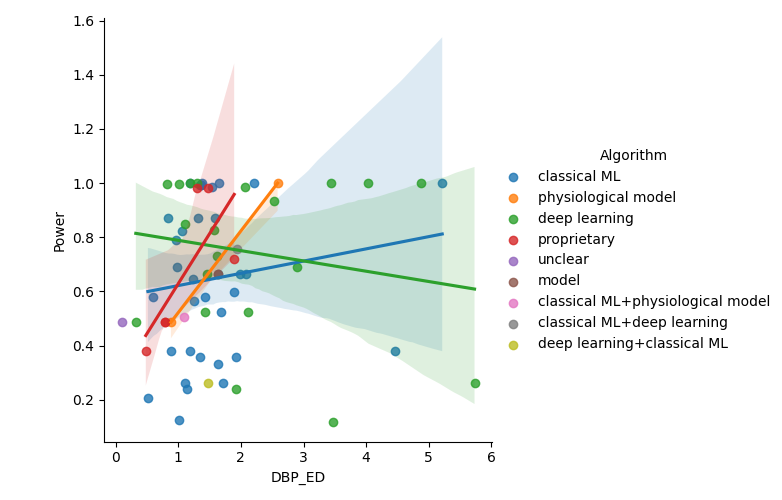 1.6
1.4
1.2
1.0
0.8
0.6
0.4
0.2
Power
0 1 2 3 4 5 6
DBP_ED
Algorithm
classical ML
physiological model
deep learning
proprietary
unclear
model
classical ML+physiological model
classical ML+deep learning
deep learning+classical ML